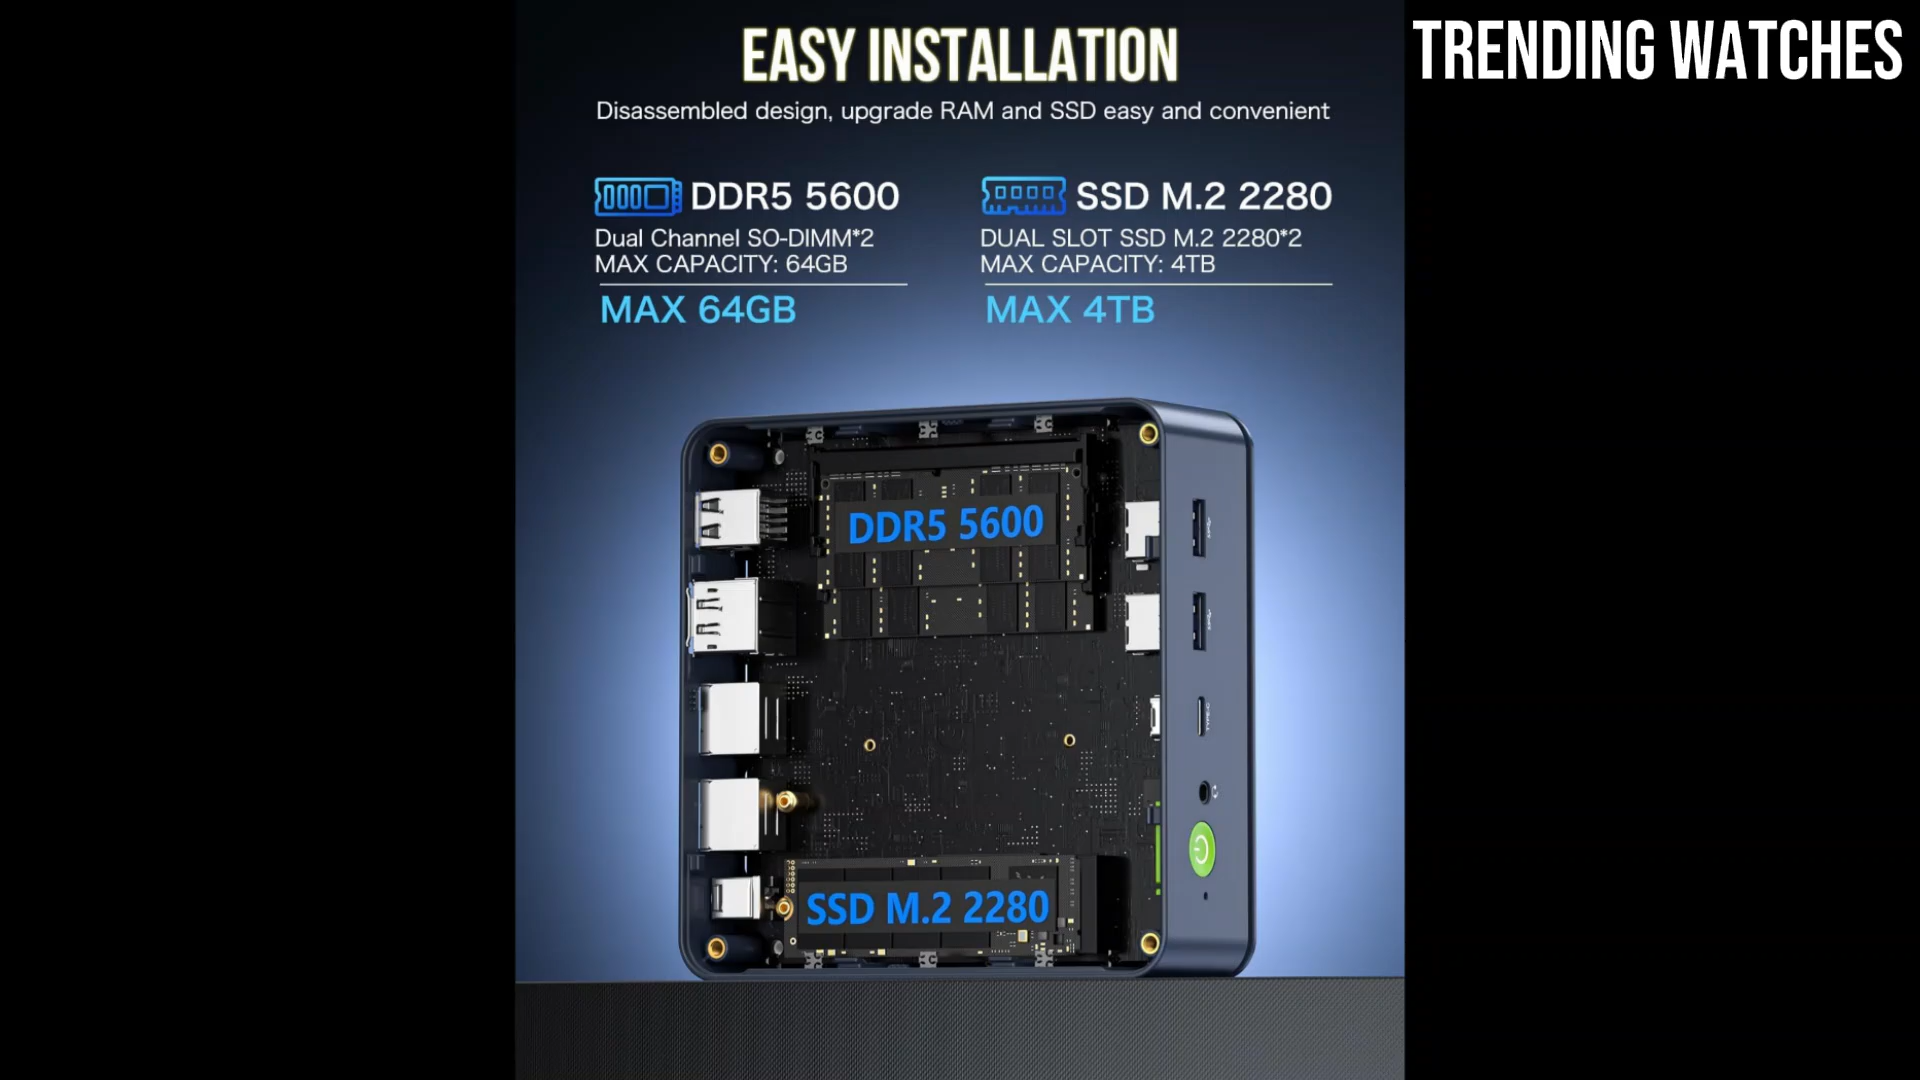 EASY INSTALLATION
TRENDING WATCHES
Disassembled design, upgrade RAM and SSD easy and convenient
DDR5 5600
Dual Channel SO-DIMM*2
MAX CAPACITY: 64GB
MAX 64GB
SSD M.2 2280
DUAL SLOT SSD M.2 2280*2
MAX CAPACITY: 4TB
MAX 4TB
DDR5 5600
TYPE-C
SSD M.2 2280